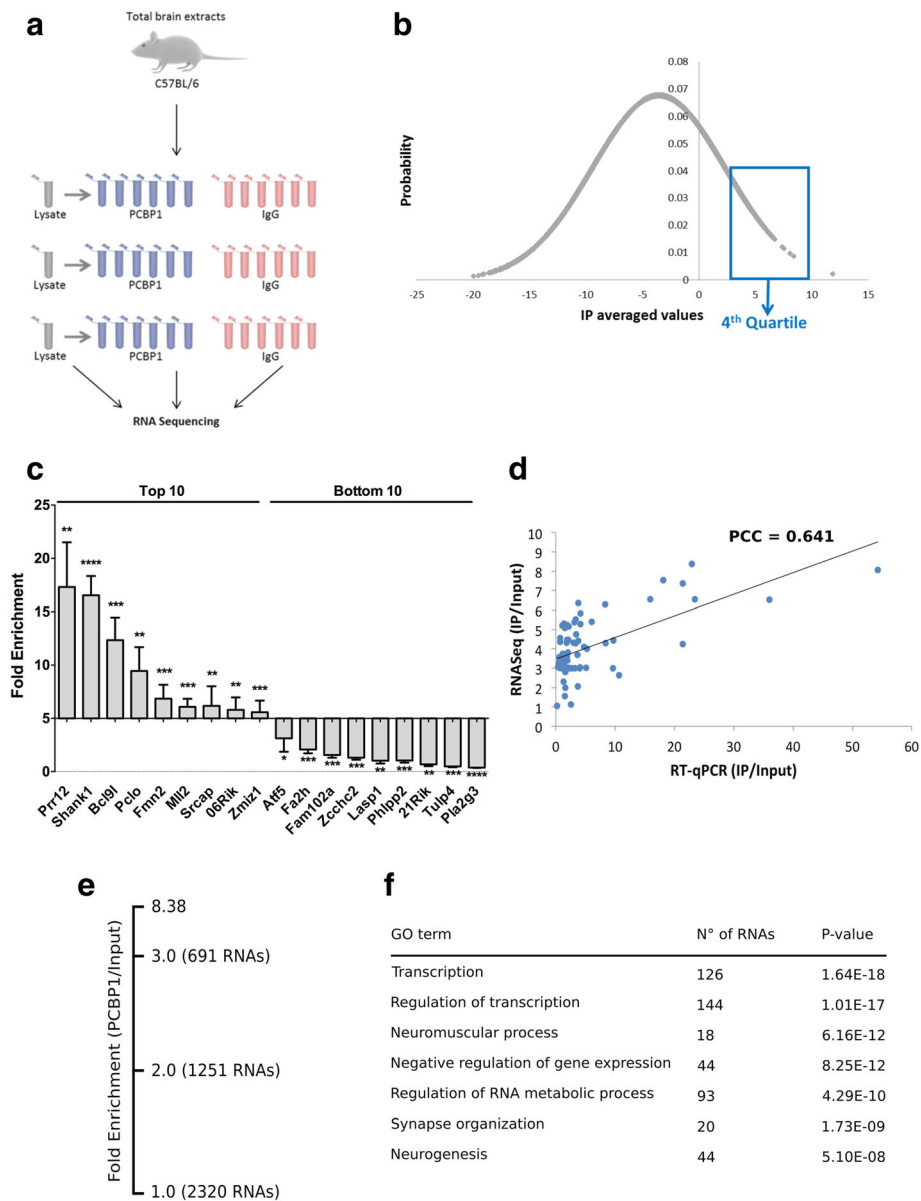 a
Total brain extracts
C57BL/6
Lysate
PCBP1
IgG
Lysate
PCBP1
IgG
Lysate
PCBP1
IgG
RNA Sequencing
b
Probability
0.08
0.07
0.06
0.05
0.04
0.03
0.02
0.01
0
-25 -20 -15 -10 -5 0 5 10 15
IP averaged values
4th Quartile
c
Top 10 Bottom 10
Fold Enrichment
25
20
15
10
5
0
** **** *** ** *** *** ** ** ***
* *** *** *** ** *** ** *** ****
Prr12 Shank1 Bcl9l Pclo Fmn2 Mll2 Srcap 06Rik Zmiz1 Atf5 Fa2h Fam102a Zcchc2 Lasp1 Phlpp2 21Rik Tulp4 Pla2g3
d
PCC = 0.641
RNASeq (IP/Input)
10
9
8
7
6
5
4
3
2
1
0
0 10 20 30 40 50 60
RT-qPCR (IP/Input)
e
Fold Enrichment (PCBP1/Input)
8.38
3.0 (691 RNAs)
2.0 (1251 RNAs)
1.0 (2320 RNAs)
f
GO term N° of RNAs P-value
Transcription 126 1.64E-18
Regulation of transcription 144 1.01E-17
Neuromuscular process 18 6.16E-12
Negative regulation of gene expression 44 8.25E-12
Regulation of RNA metabolic process 93 4.29E-10
Synapse organization 20 1.73E-09
Neurogenesis 44 5.10E-08